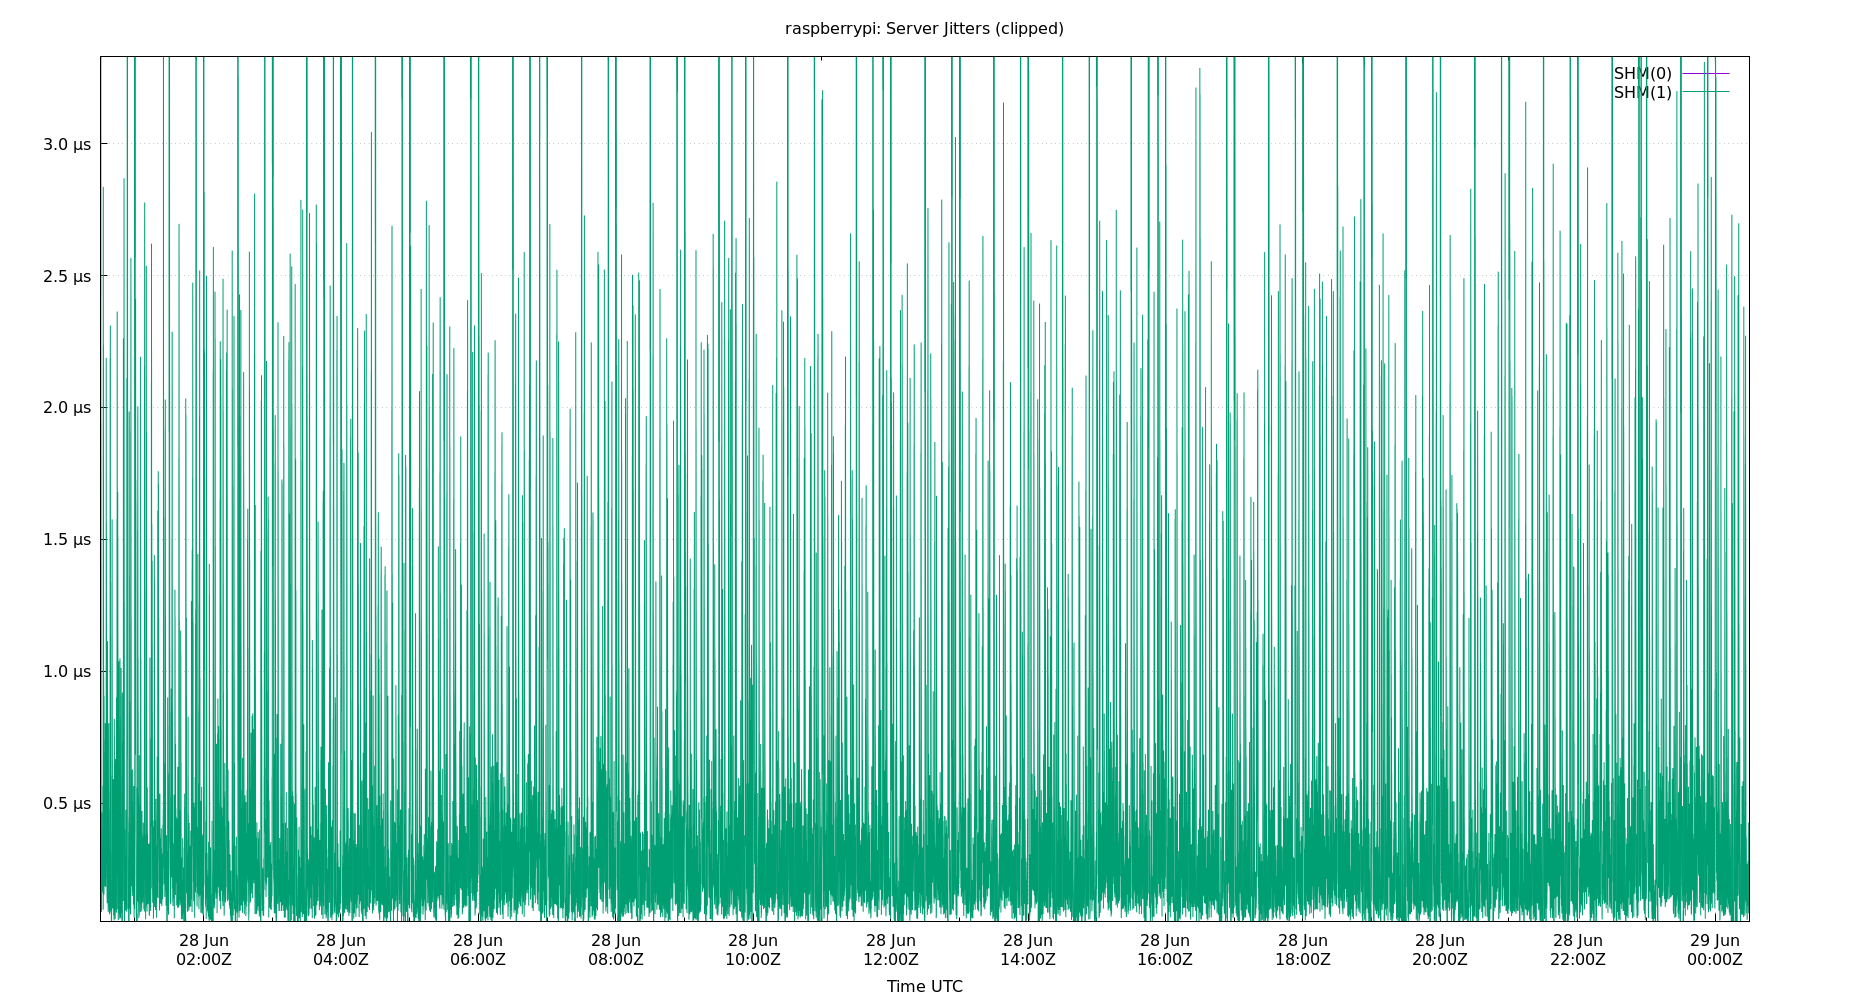 raspberrypi: Server Jitters (clipped)
SHM(0)
SHM(1)
3.0 µs
2.5 µs
2.0 µs
1.5 µs
1.0 µs
0.5 µs
28 Jun 28 Jun 28 Jun 28 Jun 28 Jun 28 Jun 28 Jun 28 Jun 28 Jun 28 Jun 28 Jun 29 Jun
02:00Z 04:00Z 06:00Z 08:00Z 10:00Z 12:00Z 14:00Z 16:00Z 18:00Z 20:00Z 22:00Z 00:00Z
Time UTC